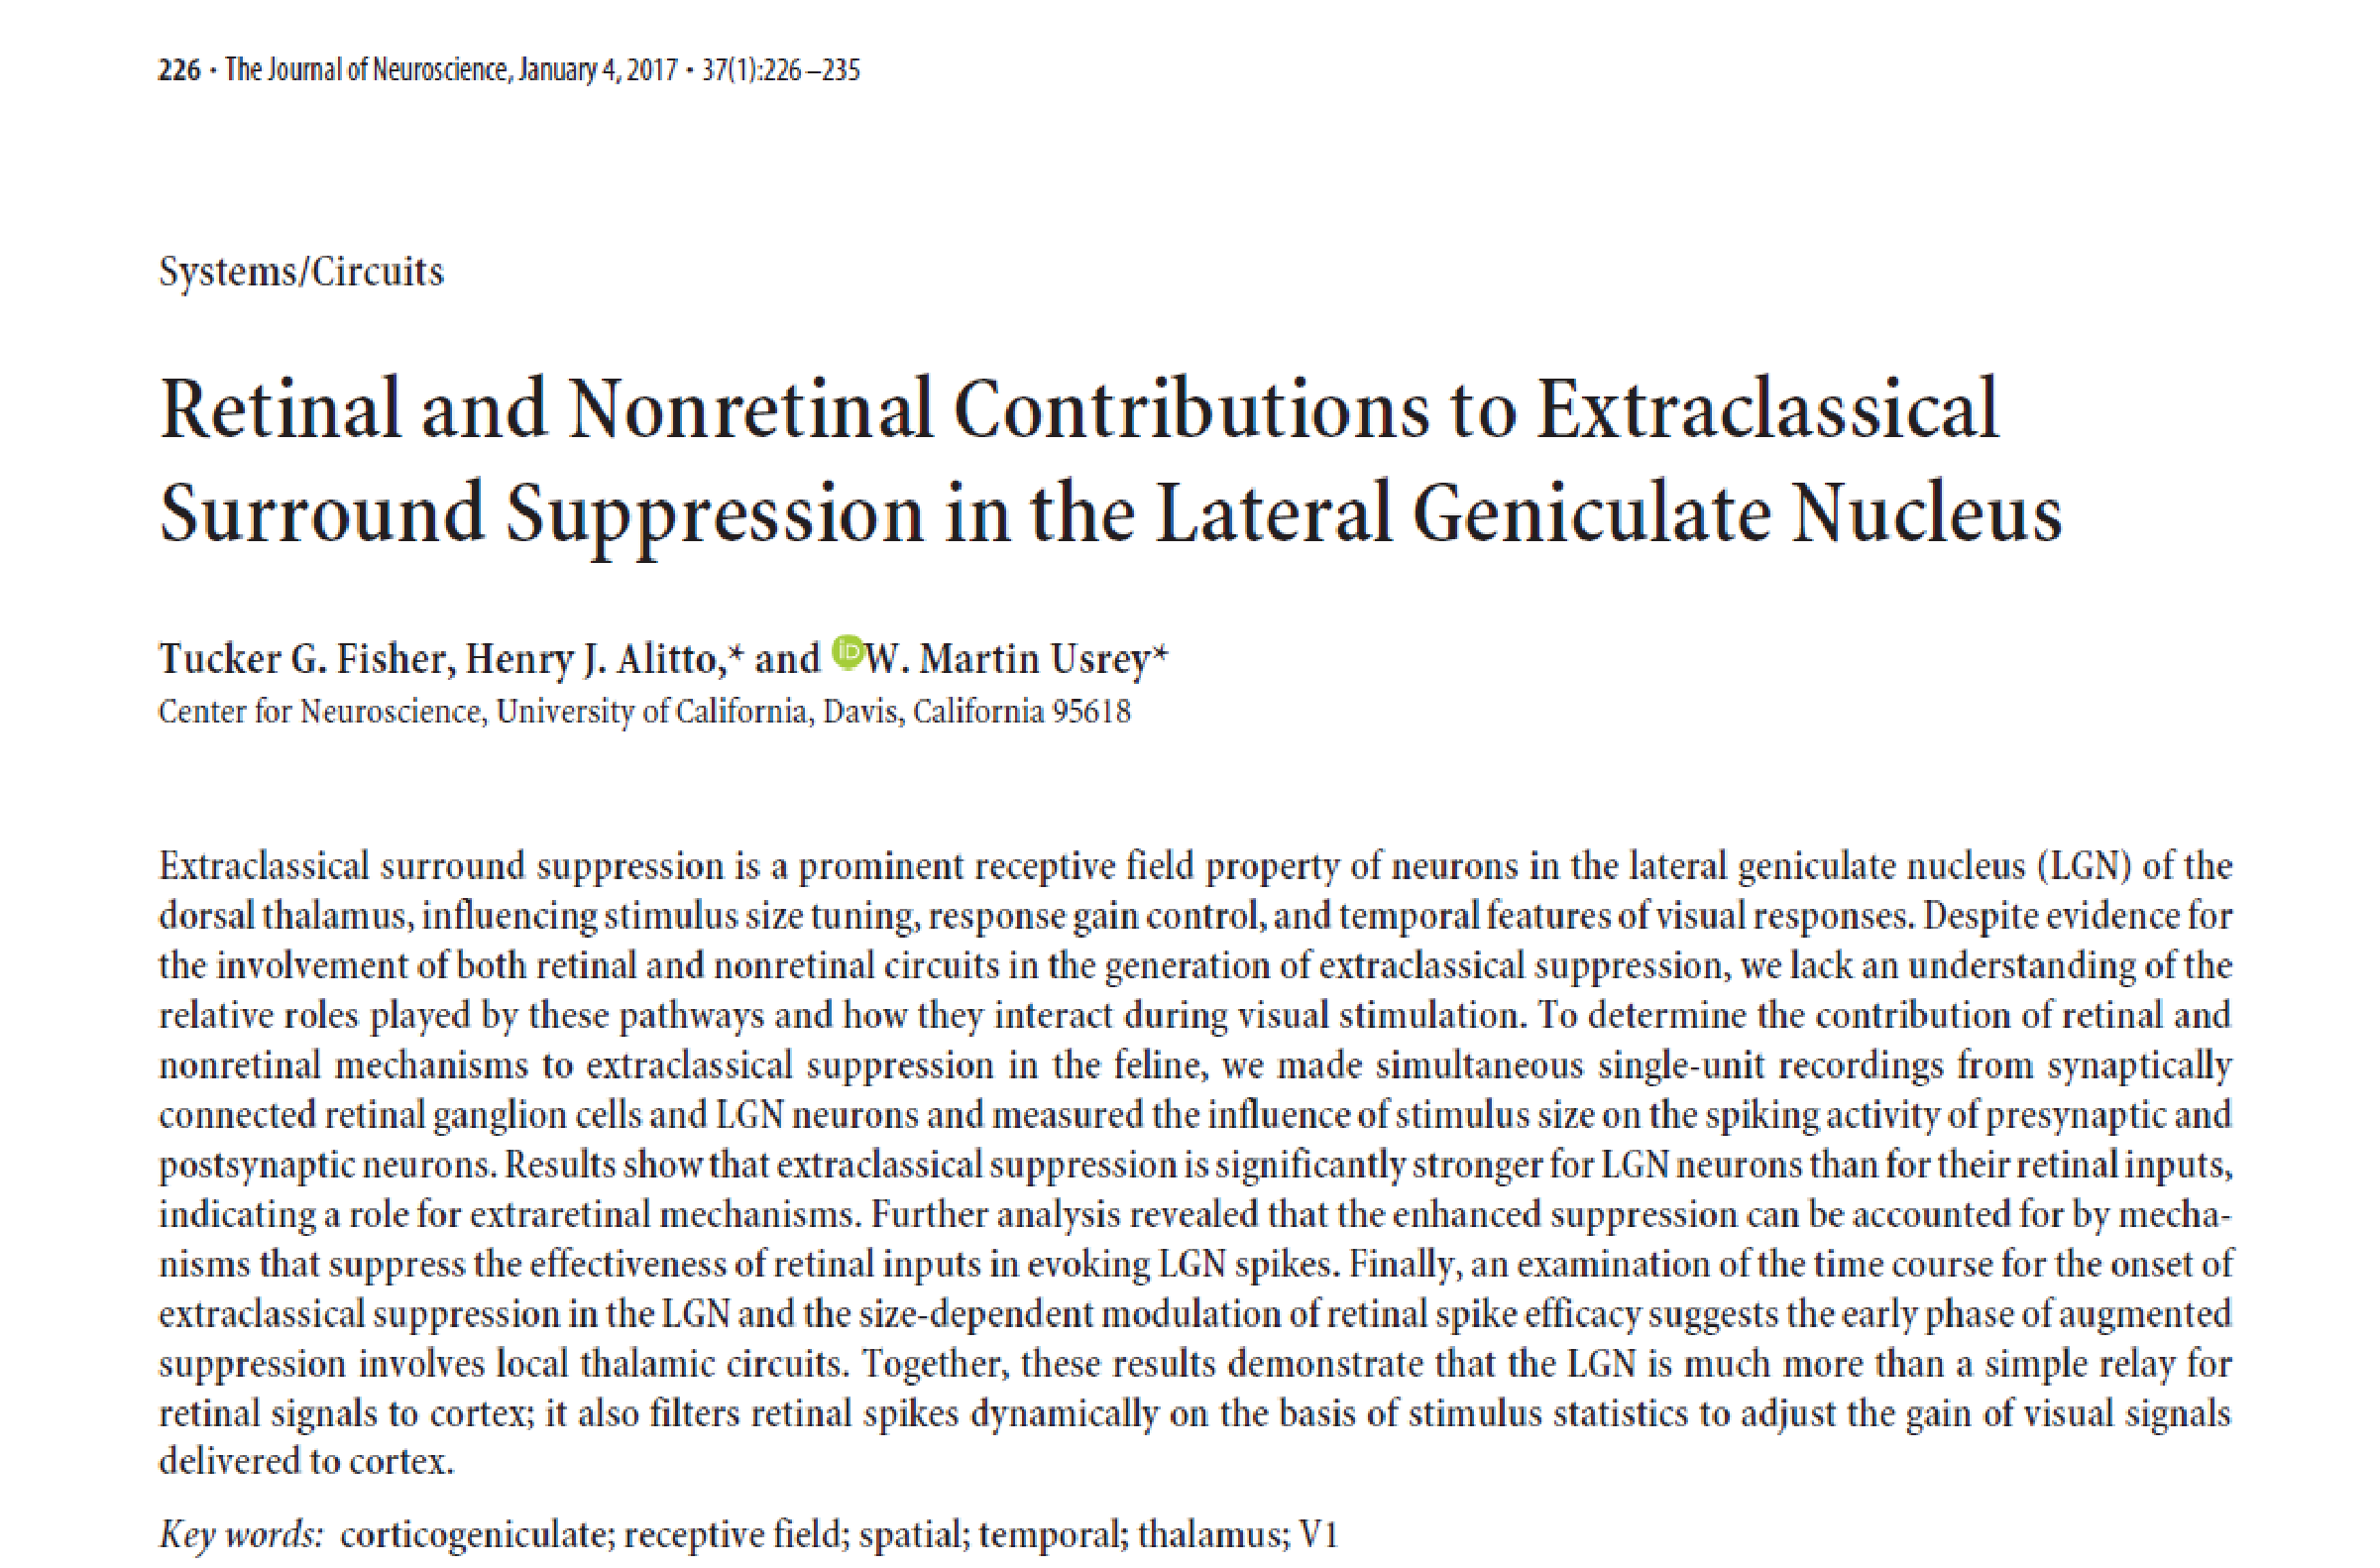 226 • The Journal of Neuroscience, January 4, 2017 • 37(1):226–235
Systems/Circuits
Retinal and Nonretinal Contributions to Extraclassical
Surround Suppression in the Lateral Geniculate Nucleus
Tucker G. Fisher, Henry J. Alitto,* and iD W. Martin Usrey*
Center for Neuroscience, University of California, Davis, California 95618
Extraclassical surround suppression is a prominent receptive field property of neurons in the lateral geniculate nucleus (LGN) of the
dorsal thalamus, influencing stimulus size tuning, response gain control, and temporal features of visual responses. Despite evidence for
the involvement of both retinal and nonretinal circuits in the generation of extraclassical suppression, we lack an understanding of the
relative roles played by these pathways and how they interact during visual stimulation. To determine the contribution of retinal and
nonretinal mechanisms to extraclassical suppression in the feline, we made simultaneous single-unit recordings from synaptically
connected retinal ganglion cells and LGN neurons and measured the influence of stimulus size on the spiking activity of presynaptic and
postsynaptic neurons. Results show that extraclassical suppression is significantly stronger for LGN neurons than for their retinal inputs,
indicating a role for extraretinal mechanisms. Further analysis revealed that the enhanced suppression can be accounted for by mecha-
nisms that suppress the effectiveness of retinal inputs in evoking LGN spikes. Finally, an examination of the time course for the onset of
extraclassical suppression in the LGN and the size-dependent modulation of retinal spike efficacy suggests the early phase of augmented
suppression involves local thalamic circuits. Together, these results demonstrate that the LGN is much more than a simple relay for
retinal signals to cortex; it also filters retinal spikes dynamically on the basis of stimulus statistics to adjust the gain of visual signals
delivered to cortex.
Key words: corticogeniculate; receptive field; spatial; temporal; thalamus; V1